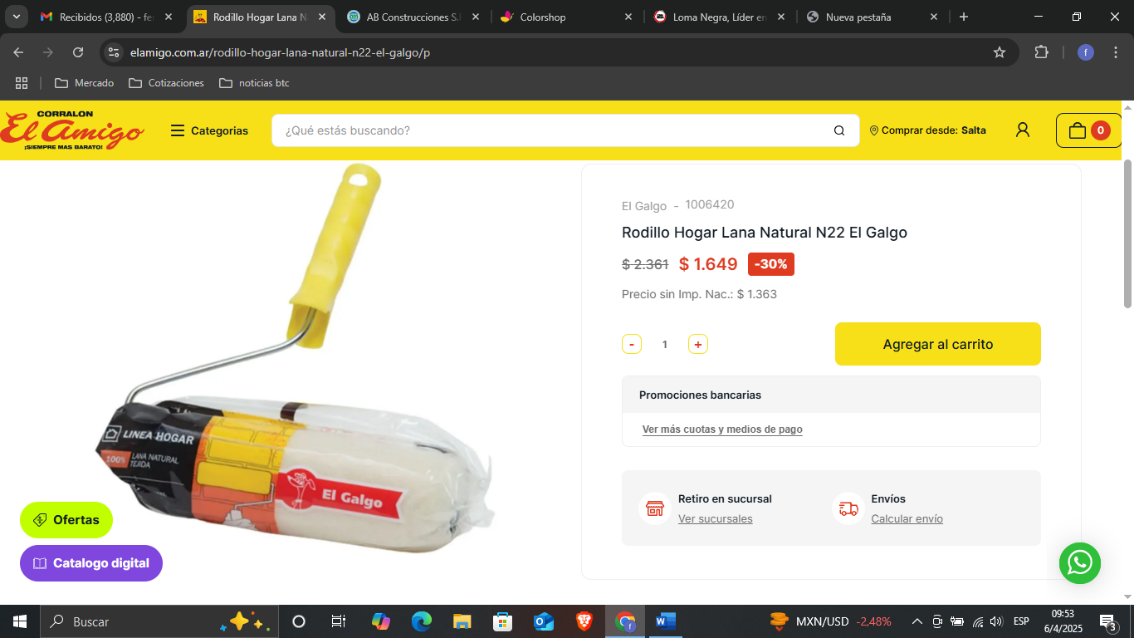 Recibidos (3,880) - fe
Rodillo Hogar Lana N
AB Construcciones S.
Colorshop
Loma Negra, Líder en
Nueva pestaña
elamigo.com.ar/rodillo-hogar-lana-natural-n22-el-galgo/p
f
Mercado
Cotizaciones
noticias btc
CORRALON
El Amigo
¡SIEMPRE MAS BARATO!
Categorias
¿Qué estás buscando?
Comprar desde: Salta
0
El Galgo - 1006420
Rodillo Hogar Lana Natural N22 El Galgo
$ 2.361 $ 1.649 -30%
Precio sin Imp. Nac.: $ 1.363
- 1 +
Agregar al carrito
Promociones bancarias
Ver más cuotas y medios de pago
Retiro en sucursal
Ver sucursales
Envíos
Calcular envío
LINEA HOGAR
100% LANA NATURAL
TEJIDA
El Galgo
Ofertas
Catalogo digital
Buscar
MXN/USD -2,48%
ESP
09:53
6/4/2025
3